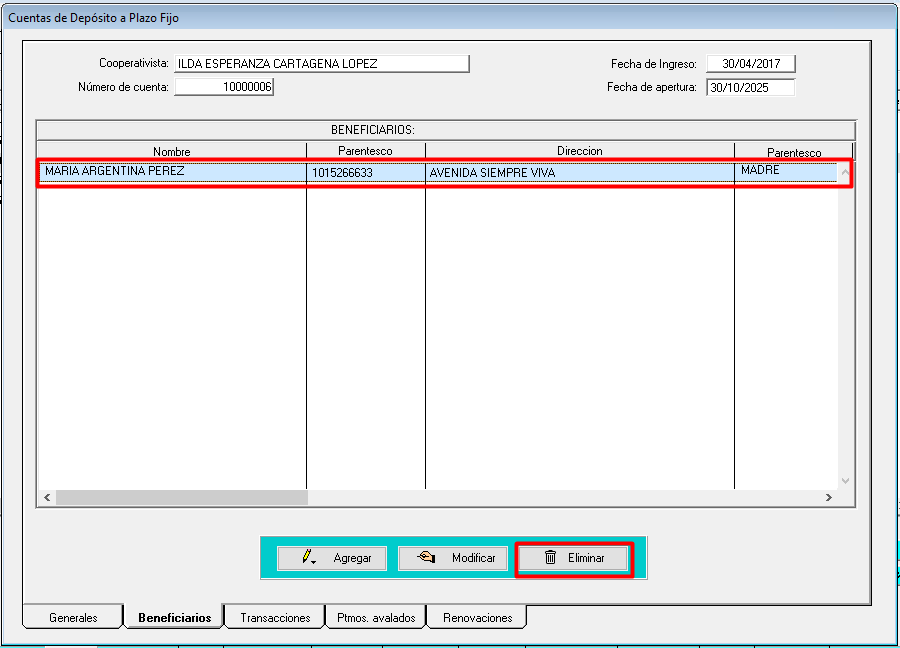 Cuentas de Depósito a Plazo Fijo
Cooperativista: ILDA ESPERANZA CARTAGENA LOPEZ Fecha de Ingreso: 30/04/2017
Número de cuenta: 10000006 Fecha de apertura: 30/10/2025
BENEFICIARIOS:
Nombre Parentesco Direccion Parentesco
MARIA ARGENTINA PEREZ 1015266633 AVENIDA SIEMPRE VIVA MADRE
Agregar Modificar Eliminar
Generales Beneficiarios Transacciones Ptmos. avalados Renovaciones